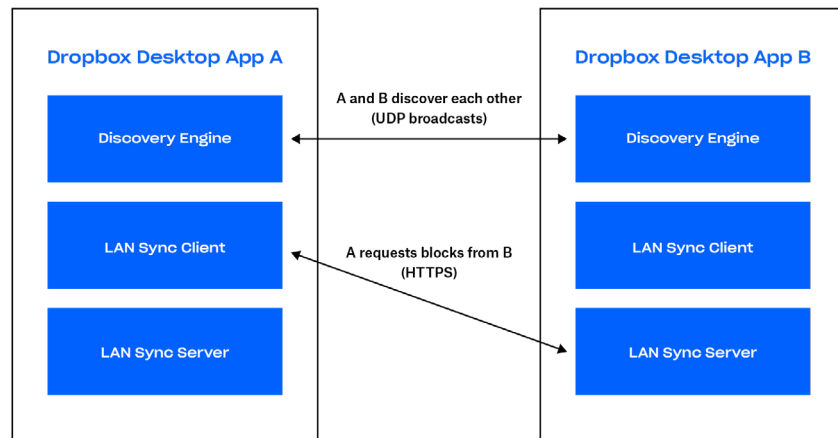 Dropbox Desktop App A
Dropbox Desktop App B
A and B discover each other
(UDP broadcasts)
Discovery Engine
Discovery Engine
LAN Sync Client
LAN Sync Client
A requests blocks from B
(HTTPS)
LAN Sync Server
LAN Sync Server